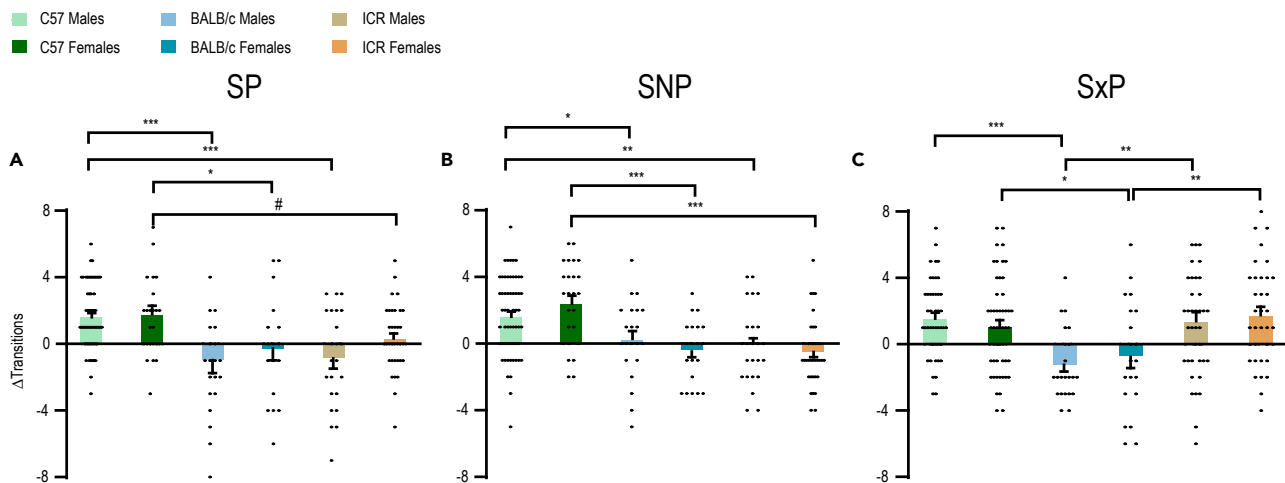 C57 Males BALB/c Males ICR Males
C57 Females BALB/c Females ICR Females
SP SNP SxP
*** * ***
A *** B ** C **
* *** * **
# ***
8 8 8
4 4 4
0 0 0
ΔTransitions
-4 -4 -4
-8 -8 -8